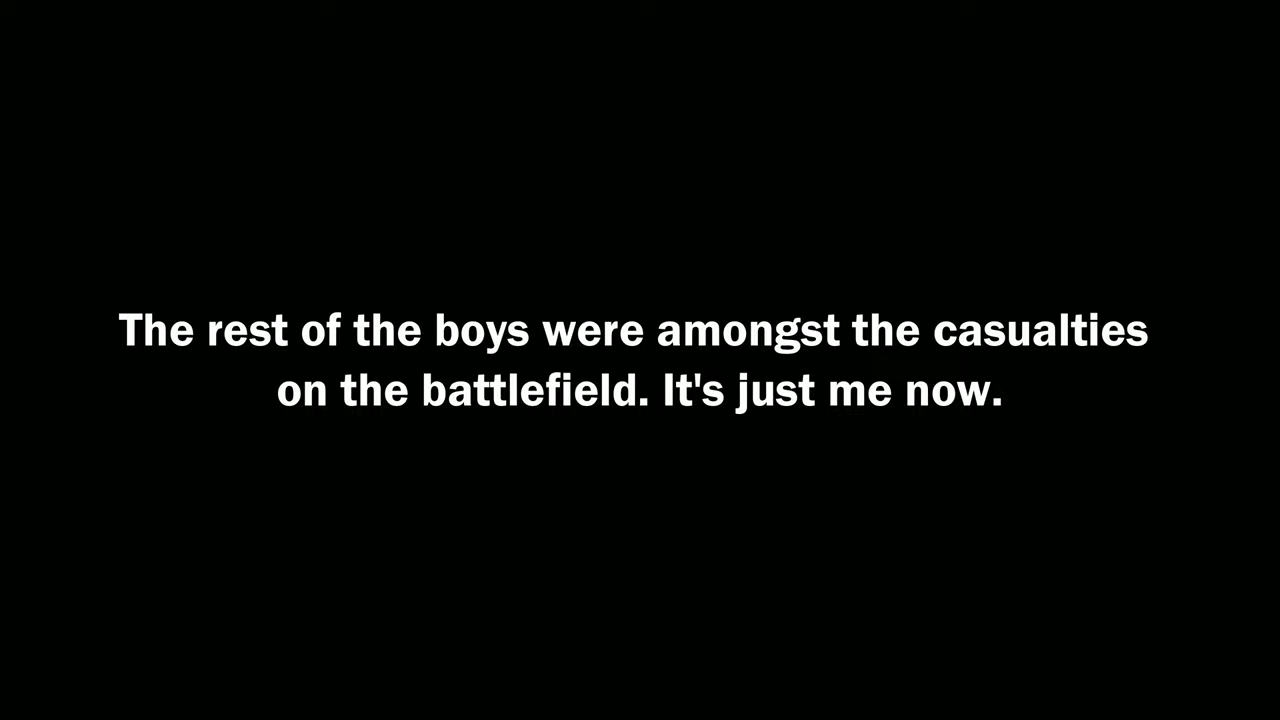 The rest of the boys were amongst the casualties
on the battlefield. It's just me now.